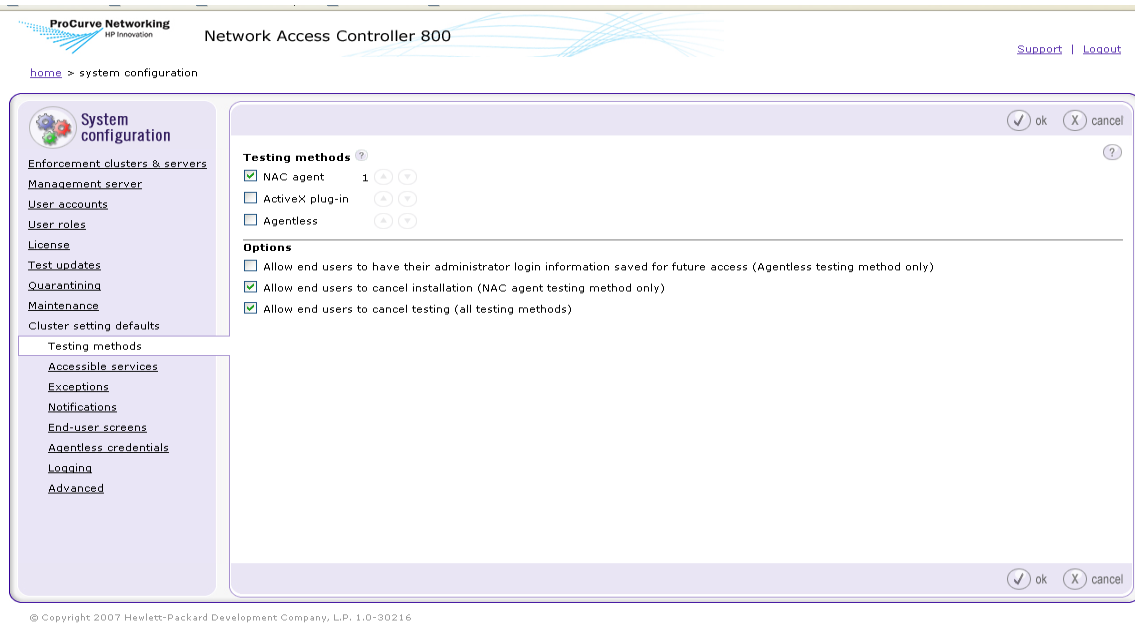 ProCurve Networking
HP Innovation
Network Access Controller 800
Support | Logout
home > system configuration
System
configuration
Enforcement clusters & servers
Management server
User accounts
User roles
License
Test updates
Quarantining
Maintenance
Cluster setting defaults
Testing methods
Accessible services
Exceptions
Notifications
End-user screens
Agentless credentials
Logging
Advanced
ok X cancel
Testing methods ?
?
NAC agent 1
ActiveX plug-in
Agentless
Options
Allow end users to have their administrator login information saved for future access (Agentless testing method only)
Allow end users to cancel installation (NAC agent testing method only)
Allow end users to cancel testing (all testing methods)
ok X cancel
© Copyright 2007 Hewlett-Packard Development Company, L.P. 1.0-30216